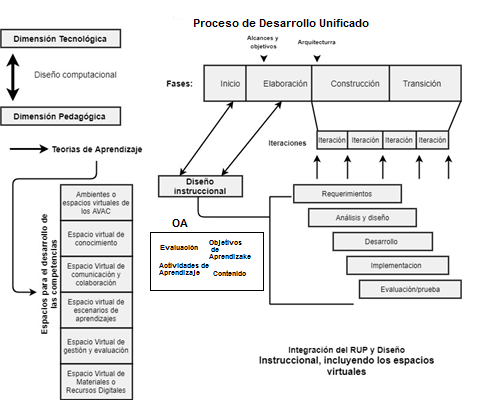 Proceso de Desarrollo Unificado
Dimensión Tecnológica
Diseño computacional
Dimensión Pedagógica
Teorías de Aprendizaje
Espacios para el desarrollo de
las competencias
Ambientes o
espacios virtuales
de los AVAC
Espacio virtual de
conocimiento
Espacio Virtual de
comunicación y
colaboración
Espacio virtual de
escenarios de
aprendizajes
Espacio Virtual de
gestión y evaluación
Espacio Virtual de
Materiales o
Recursos Digitales
Alcances y
objetivos
Arquitecturra
Fases:
Inicio
Elaboración
Construcción
Transición
Iteraciones
Iteración
Iteración
Iteración
Iteración
Diseño
instruccional
OA
Evaluación
Objetivos
de
Aprendizake
Actividades de
Aprendizaje
Contenido
Requerimientos
Análisis y diseño
Desarrollo
Implementacion
Evaluación/prueba
Integración del RUP y Diseño
Instruccional, incluyendo los espacios
virtuales